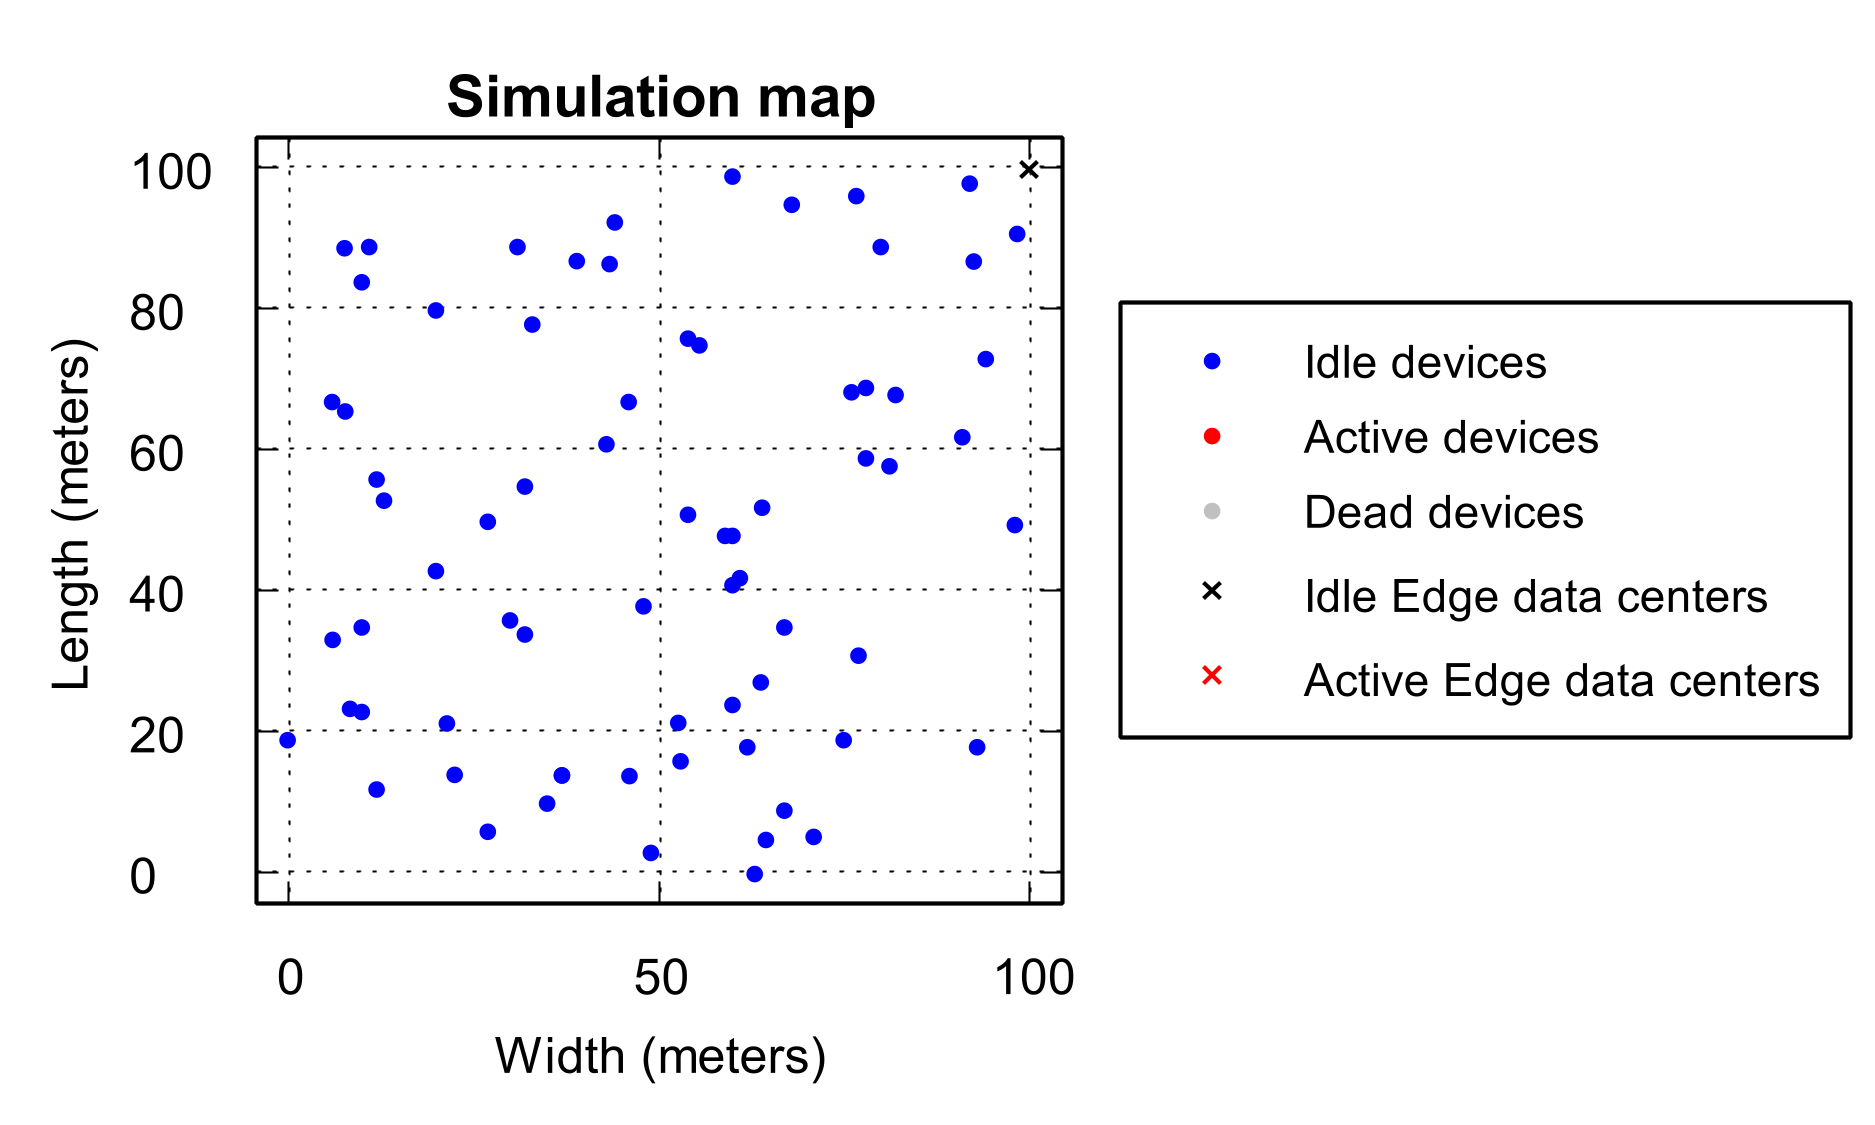 Simulation map
100
80
60
40
20
0
Length (meters)
0 50 100
Width (meters)
Idle devices
Active devices
Dead devices
Idle Edge data centers
Active Edge data centers